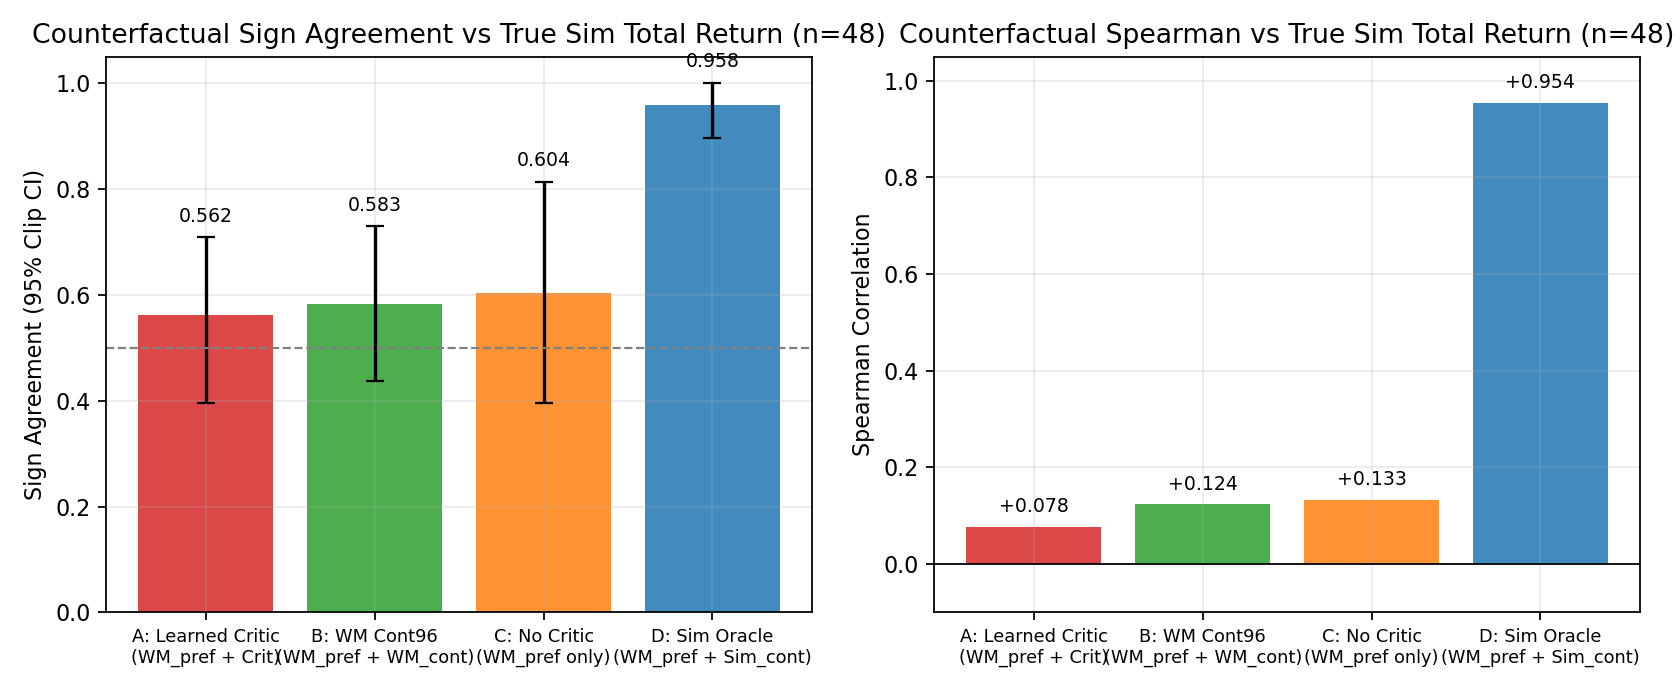 Counterfactual Sign Agreement vs True Sim Total Return (n=48)
Sign Agreement (95% Clip CI)
1.0
0.8
0.6
0.4
0.2
0.0
0.562
0.583
0.604
0.958
A: Learned Critic
(WM_pref + Crit)
B: WM Cont96
(WM_pref + WM_cont)
C: No Critic
(WM_pref only)
D: Sim Oracle
(WM_pref + Sim_cont)
Counterfactual Spearman vs True Sim Total Return (n=48)
Spearman Correlation
1.0
0.8
0.6
0.4
0.2
0.0
+0.078
+0.124
+0.133
+0.954
A: Learned Critic
(WM_pref + Crit)
B: WM Cont96
(WM_pref + WM_cont)
C: No Critic
(WM_pref only)
D: Sim Oracle
(WM_pref + Sim_cont)